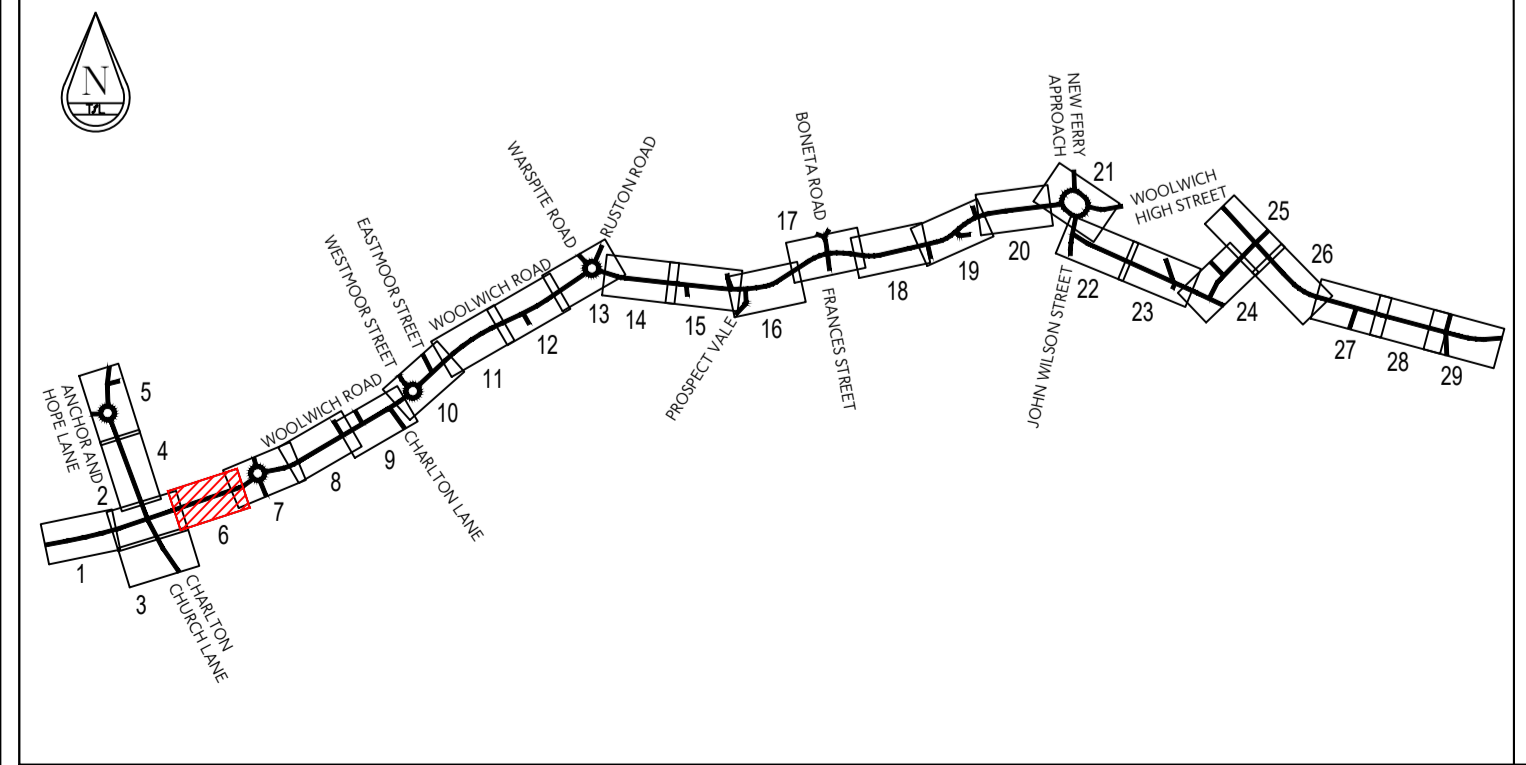 N
TfL
NEW FERRY
APPROACH
21
WOOLWICH
HIGH STREET
BONETA ROAD
17
RUSTON ROAD
WARSPITE ROAD
25
26
20
19
18
EASTMOOR STREET
WESTMOOR STREET
WOOLWICH ROAD
13
14
15
16
PROSPECT VALE
FRANCES STREET
JOHN WILSON STREET
22
23
24
27
28
29
12
11
10
WOOLWICH ROAD
9
CHARLTON LANE
8
7
5
ANCHOR AND
HOPE LANE
4
2
6
1
3
CHARLTON
CHURCH LANE